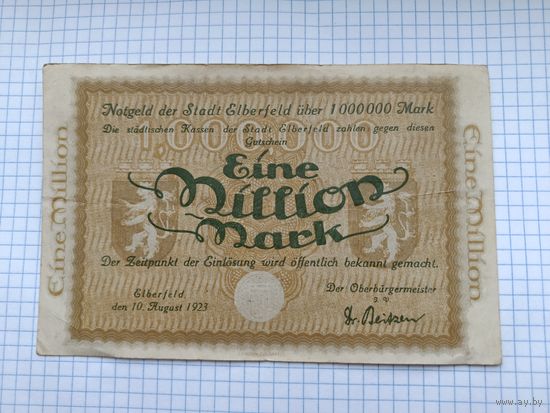 Notgeld der Stadt Elberfeld über 1000000 Mark
1000000
Die städtischen Kassen der Stadt Elberfeld zahlen gegen diesen
Gutschein
Eine
Million
Mark
Der Zeitpunkt der Einlösung wird öffentlich bekannt gemacht.
Elberfeld
den 10. August 1923
Der Oberbürgermeister
Eine Million
Eine Million
www.ay.by